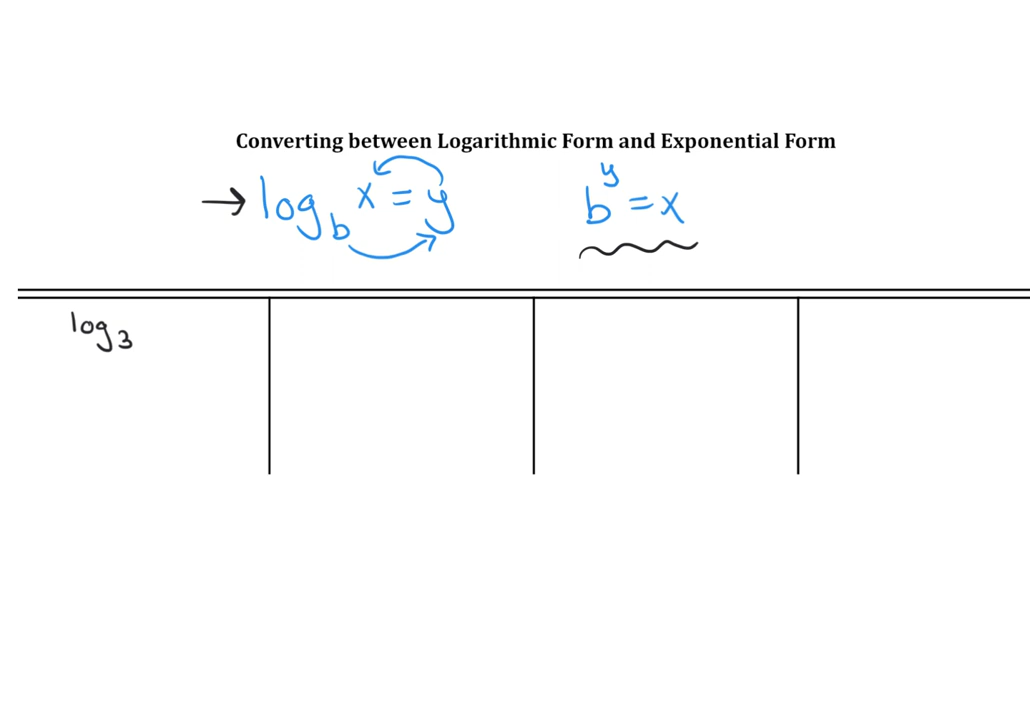 Converting between Logarithmic Form and Exponential Form
→ log_b x = y    b^y = x
log_3